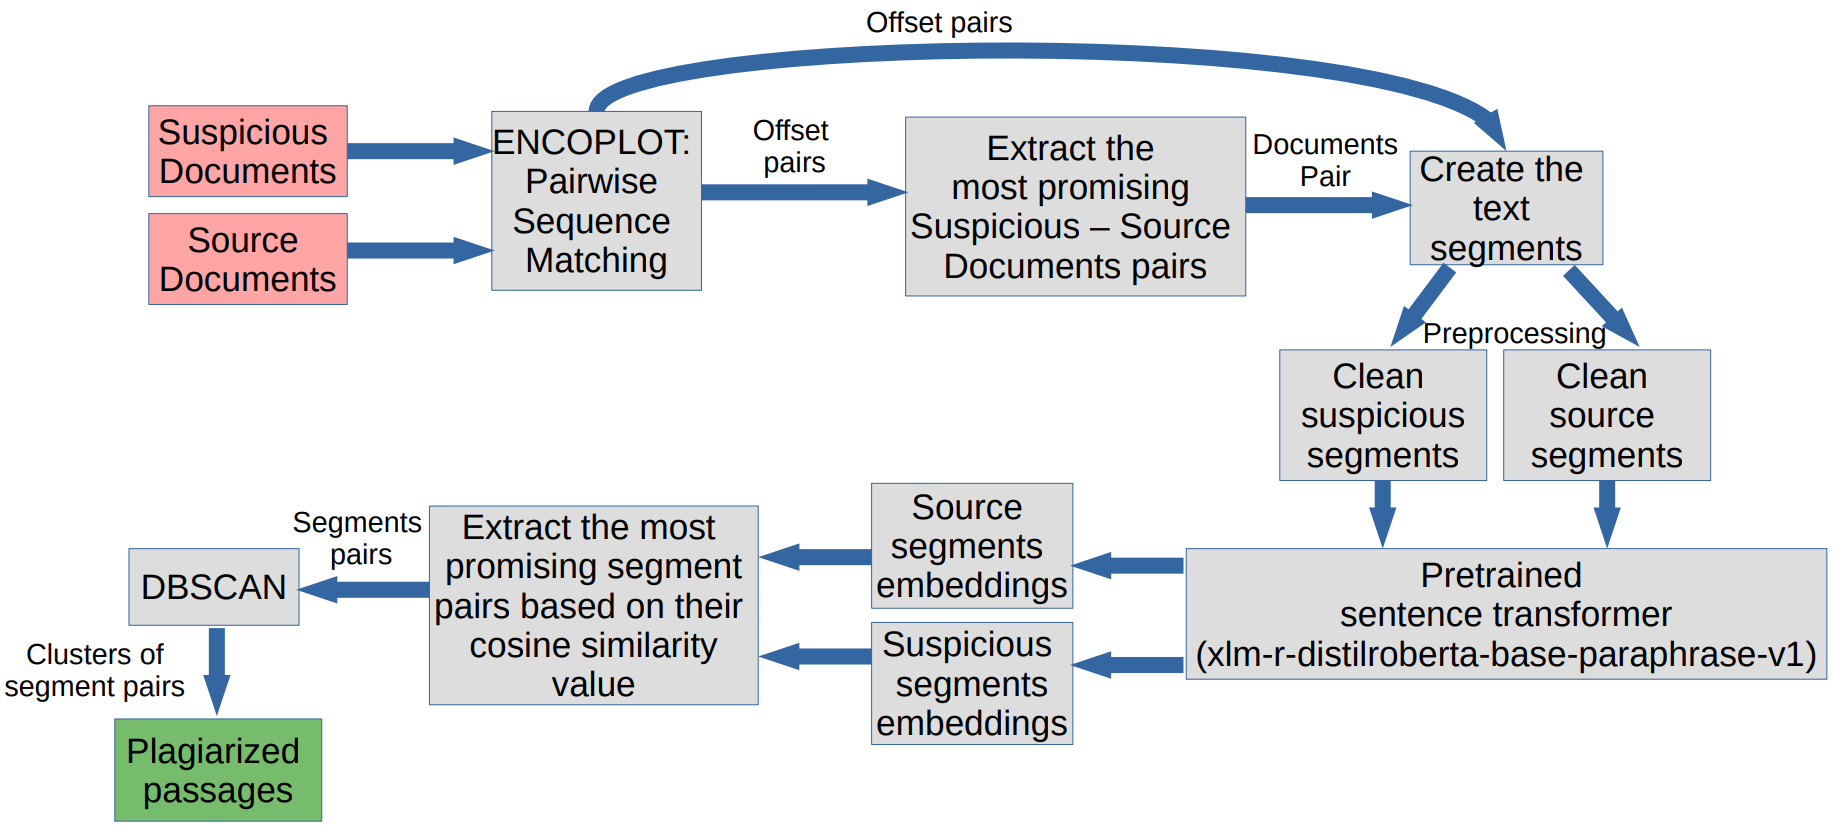 Offset pairs
Suspicious
Documents
Source
Documents
ENCOPLOT:
Pairwise
Sequence
Matching
Offset
pairs
Extract the
most promising
Suspicious – Source
Documents pairs
Documents
Pair
Create the
text
segments
Preprocessing
Clean
suspicious
segments
Clean
source
segments
Pretrained
sentence transformer
(xlm-r-distilroberta-base-paraphrase-v1)
Source
segments
embeddings
Suspicious
segments
embeddings
Extract the most
promising segment
pairs based on their
cosine similarity
value
Segments
pairs
DBSCAN
Clusters of
segment pairs
Plagiarized
passages